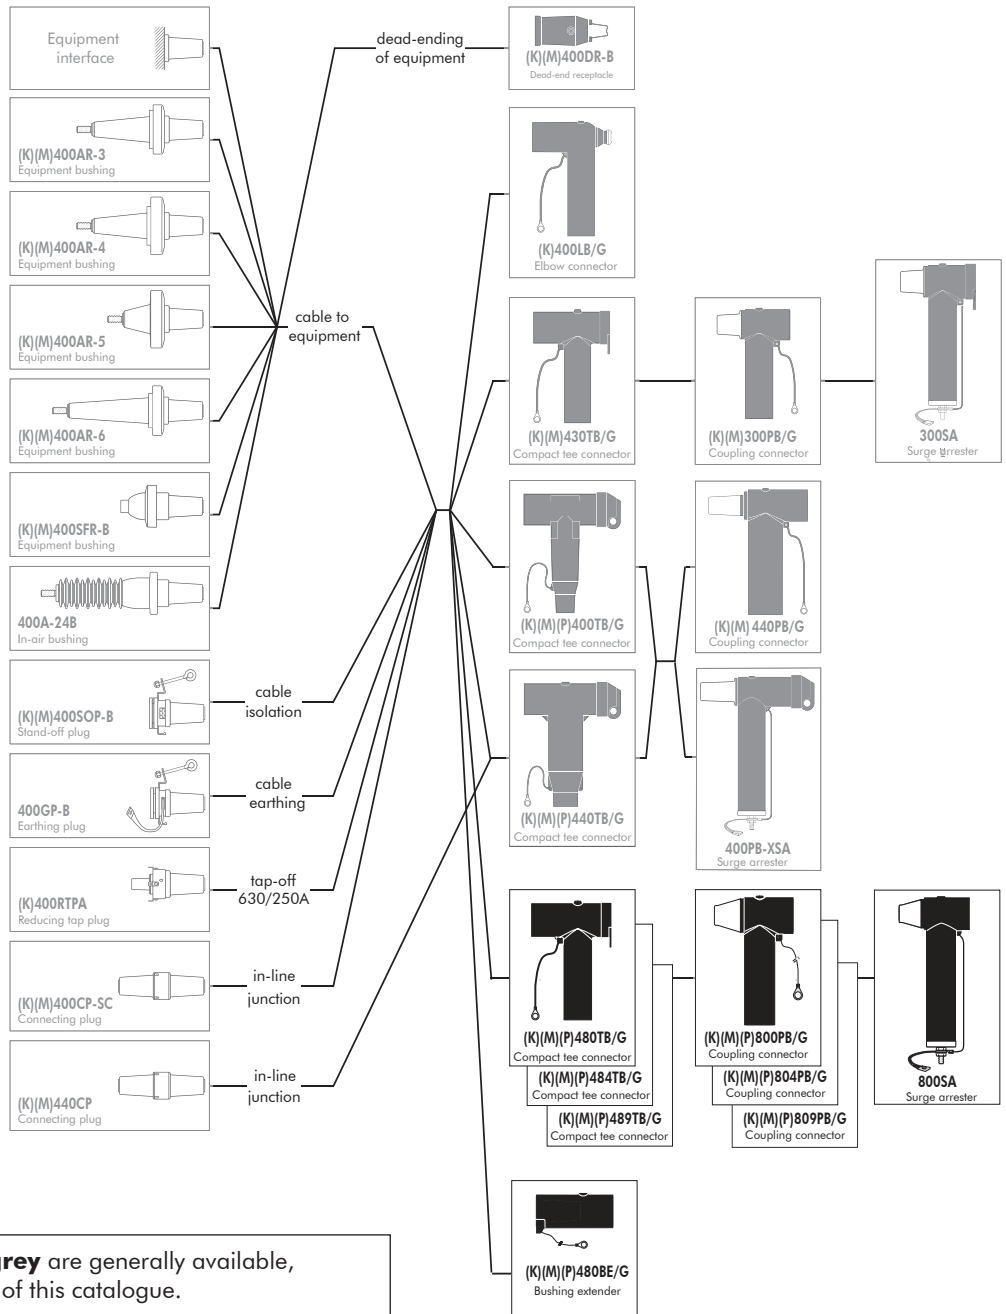 Equipment
interface
(K)(M)400AR-3
Equipment bushing
(K)(M)400AR-4
Equipment bushing
(K)(M)400AR-5
Equipment bushing
(K)(M)400AR-6
Equipment bushing
(K)(M)400SFR-B
Equipment bushing
400A-24B
In-air bushing
(K)(M)400SOP-B
Stand-off plug
400GP-B
Earthing plug
(K)400RTPA
Reducing tap plug
(K)(M)400CP-SC
Connecting plug
(K)(M)440CP
Connecting plug
dead-ending
of equipment
cable to
equipment
cable
isolation
cable
earthing
tap-off
630/250A
in-line
junction
in-line
junction
(K)(M)400DR-B
Dead-end receptacle
(K)400LB/G
Elbow connector
(K)(M)430TB/G
Compact tee connector
(K)(M)300PB/G
Coupling connector
300SA
Surge arrester
(K)(M)(P)400TB/G
Compact tee connector
(K)(M) 440PB/G
Coupling connector
(K)(M)(P)440TB/G
Compact tee connector
400PB-XSA
Surge arrester
(K)(M)(P)480TB/G
Compact tee connector
(K)(M)(P)484TB/G
Compact tee connector
(K)(M)(P)489TB/G
Compact tee connector
(K)(M)(P)800PB/G
Coupling connector
(K)(M)(P)804PB/G
Coupling connector
(K)(M)(P)809PB/G
Coupling connector
800SA
Surge arrester
(K)(M)(P)480BE/G
Bushing extender
grey are generally available,
of this catalogue.